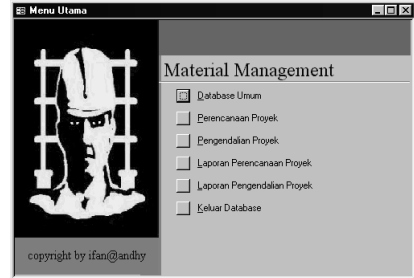 Menu Utama
Material Management
Database Umum
Perencanaan Proyek
Pengendalian Proyek
Laporan Perencanaan Proyek
Laporan Pengendalian Proyek
Keluar Database
copyright by ifan@andhy